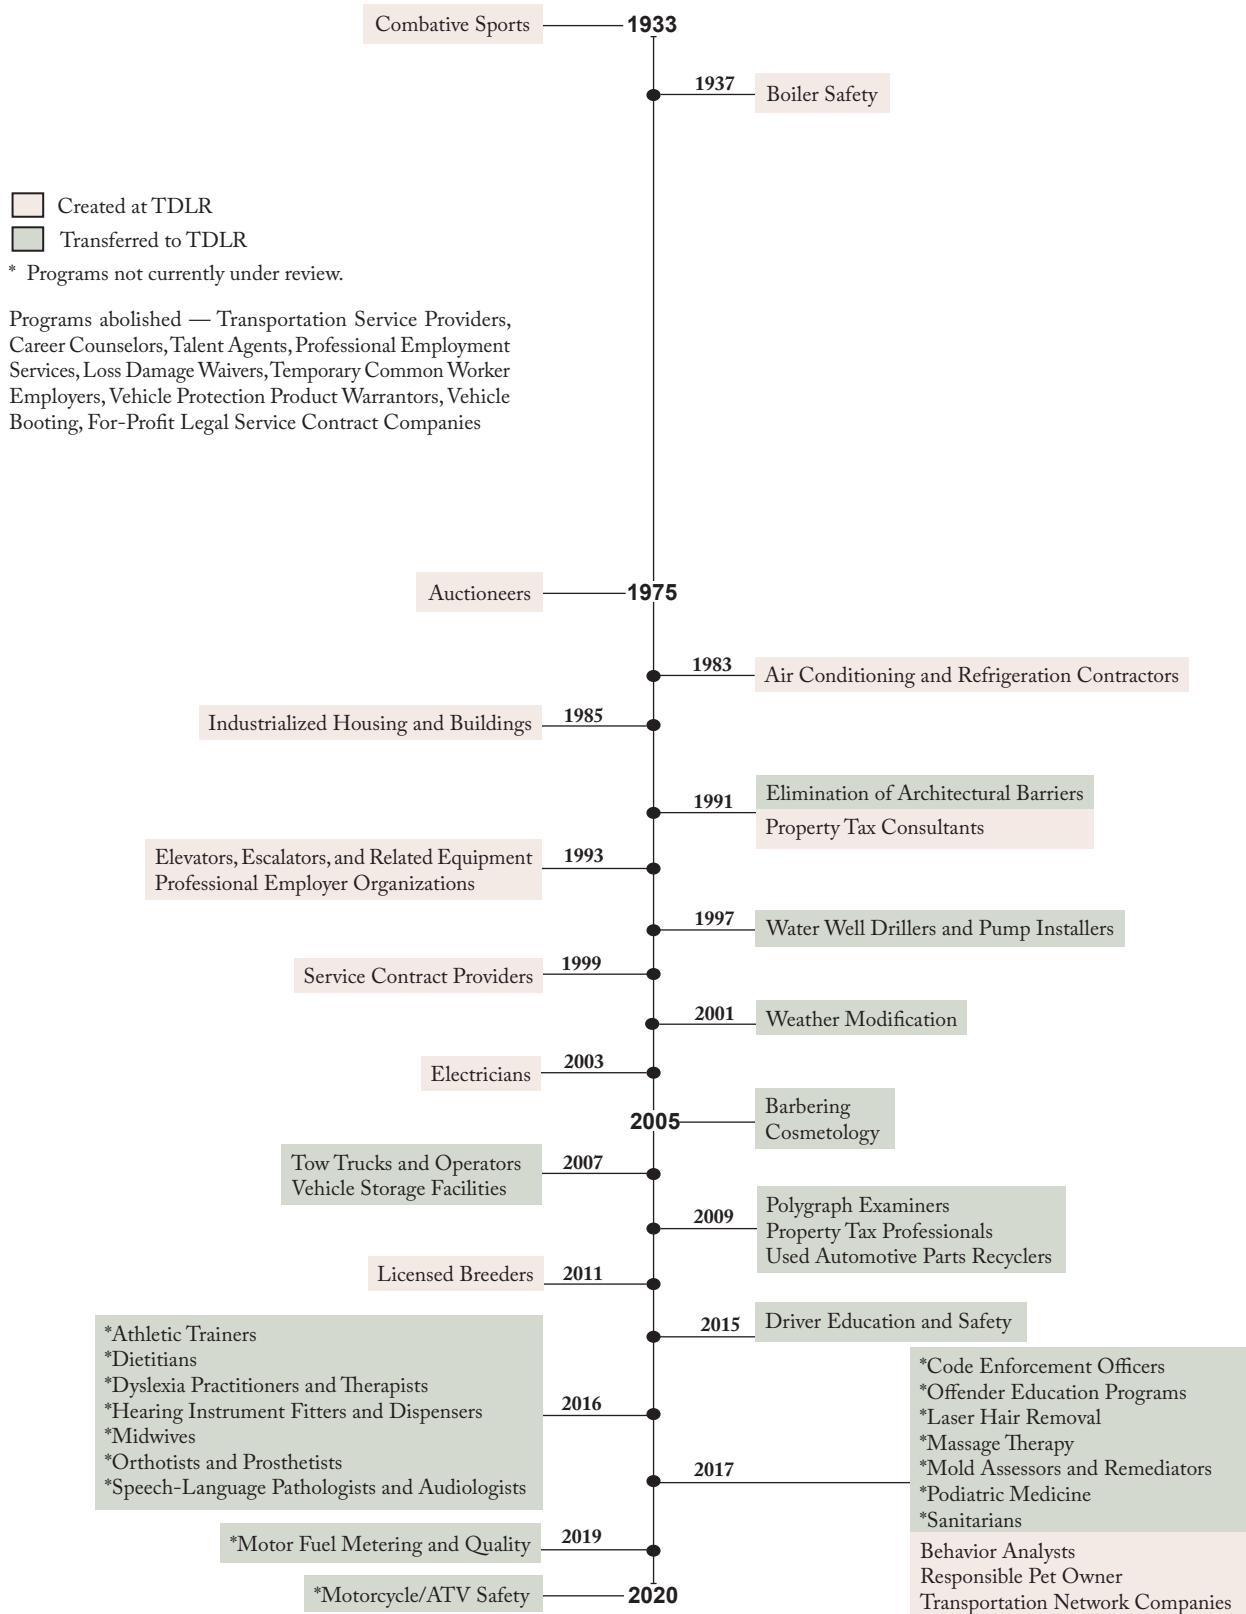 Combative Sports
1933
1937
Boiler Safety
Created at TDLR
Transferred to TDLR
* Programs not currently under review.
Programs abolished — Transportation Service Providers,
Career Counselors, Talent Agents, Professional Employment
Services, Loss Damage Waivers, Temporary Common Worker
Employers, Vehicle Protection Product Warrantors, Vehicle
Booting, For-Profit Legal Service Contract Companies
Auctioneers
1975
1983
Air Conditioning and Refrigeration Contractors
Industrialized Housing and Buildings
1985
1991
Elimination of Architectural Barriers
Property Tax Consultants
Elevators, Escalators, and Related Equipment
Professional Employer Organizations
1993
1997
Water Well Drillers and Pump Installers
Service Contract Providers
1999
2001
Weather Modification
Electricians
2003
2005
Barbering
Cosmetology
Tow Trucks and Operators
Vehicle Storage Facilities
2007
2009
Polygraph Examiners
Property Tax Professionals
Used Automotive Parts Recyclers
Licensed Breeders
2011
2015
Driver Education and Safety
*Athletic Trainers
*Dietitians
*Dyslexia Practitioners and Therapists
*Hearing Instrument Fitters and Dispensers
*Midwives
*Orthotists and Prosthetists
*Speech-Language Pathologists and Audiologists
2016
2017
*Code Enforcement Officers
*Offender Education Programs
*Laser Hair Removal
*Massage Therapy
*Mold Assessors and Remediators
*Podiatric Medicine
*Sanitarians
Behavior Analysts
Responsible Pet Owner
Transportation Network Companies
*Motor Fuel Metering and Quality
2019
*Motorcycle/ATV Safety
2020